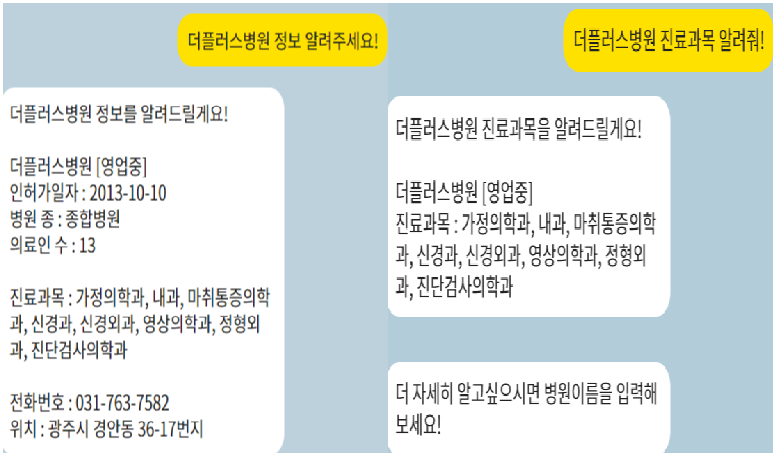 더플러스병원 정보 알려주세요!
더플러스병원 정보를 알려드릴게요!
더플러스병원 [영업중]
인허가일자 : 2013-10-10
병원 종 : 종합병원
의료인 수 : 13
진료과목 : 가정의학과, 내과, 마취통증의학
과, 신경과, 신경외과, 영상의학과, 정형외
과, 진단검사의학과
전화번호 : 031-763-7582
위치 : 광주시 경안동 36-17번지
더플러스병원 진료과목 알려줘!
더플러스병원 진료과목을 알려드릴게요!
더플러스병원 [영업중]
진료과목 : 가정의학과, 내과, 마취통증의학
과, 신경과, 신경외과, 영상의학과, 정형외
과, 진단검사의학과
더 자세히 알고싶으시면 병원이름을 입력해
보세요!